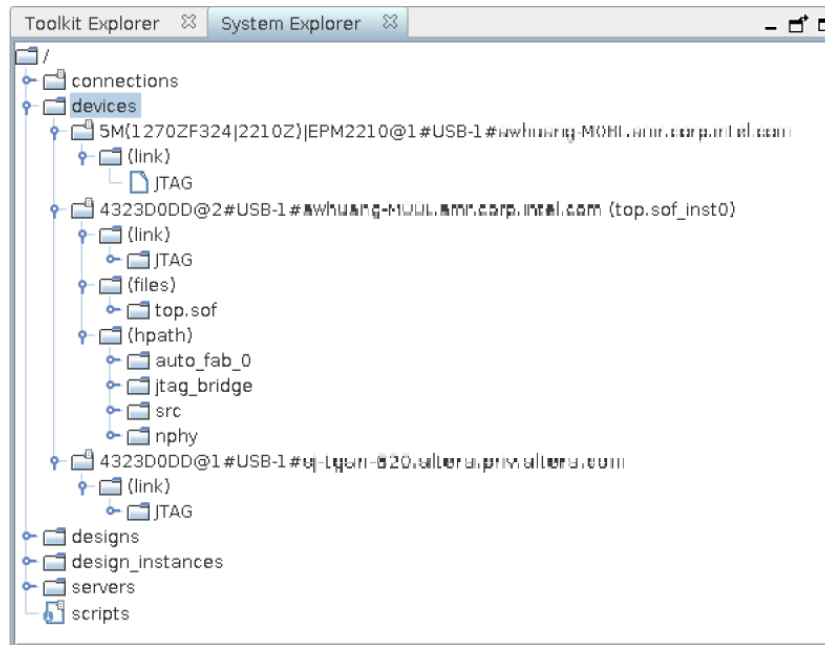 Toolkit Explorer System Explorer
/
connections
devices
5M(1270ZF324|2210Z)|EPM2210@1#USB-1#
(link)
JTAG
4323D0DD@2#USB-1# (top.sof_inst0)
(link)
JTAG
(files)
top.sof
(hpath)
auto_fab_0
jtag_bridge
src
nphy
4323D0DD@1#USB-1#
(link)
JTAG
designs
design_instances
servers
scripts